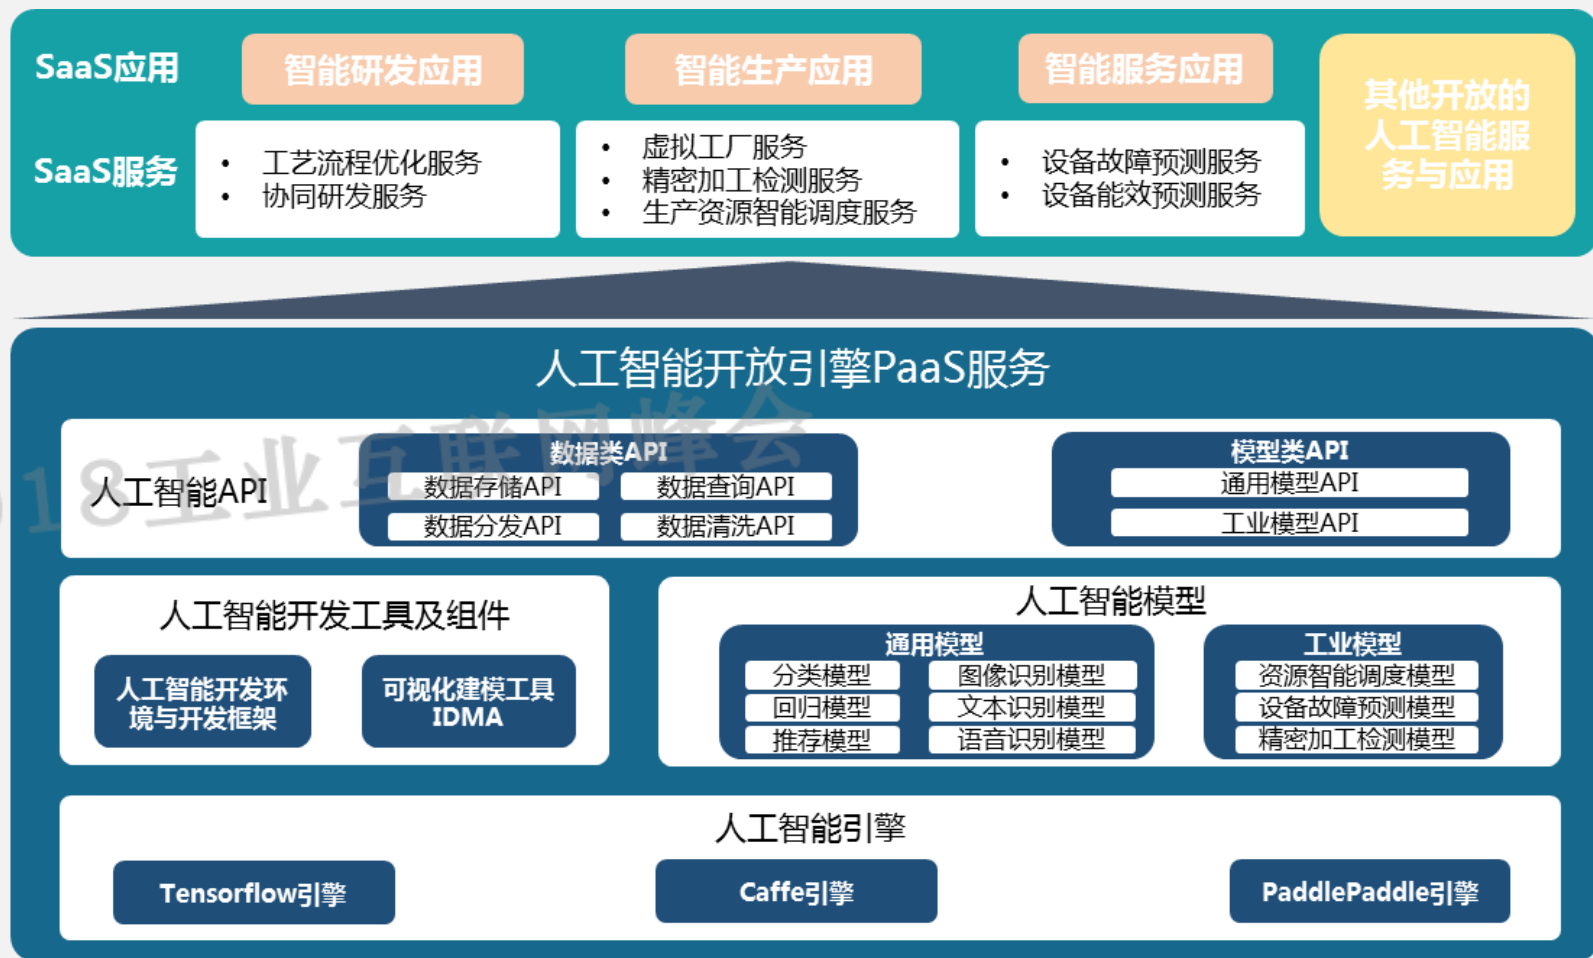 SaaS应用
智能研发应用
智能生产应用
智能服务应用
其他开放的
人工智能服
务与应用
SaaS服务
• 工艺流程优化服务
• 协同研发服务
• 虚拟工厂服务
• 精密加工检测服务
• 生产资源智能调度服务
• 设备故障预测服务
• 设备能效预测服务
人工智能开放引擎PaaS服务
18工业互联网峰会
人工智能API
数据类API
数据存储API
数据查询API
数据分发API
数据清洗API
模型类API
通用模型API
工业模型API
人工智能开发工具及组件
人工智能开发环
境与开发框架
可视化建模工具
IDMA
人工智能模型
通用模型
分类模型
图像识别模型
回归模型
文本识别模型
推荐模型
语音识别模型
工业模型
资源智能调度模型
设备故障预测模型
精密加工检测模型
人工智能引擎
Tensorflow引擎
Caffe引擎
PaddlePaddle引擎